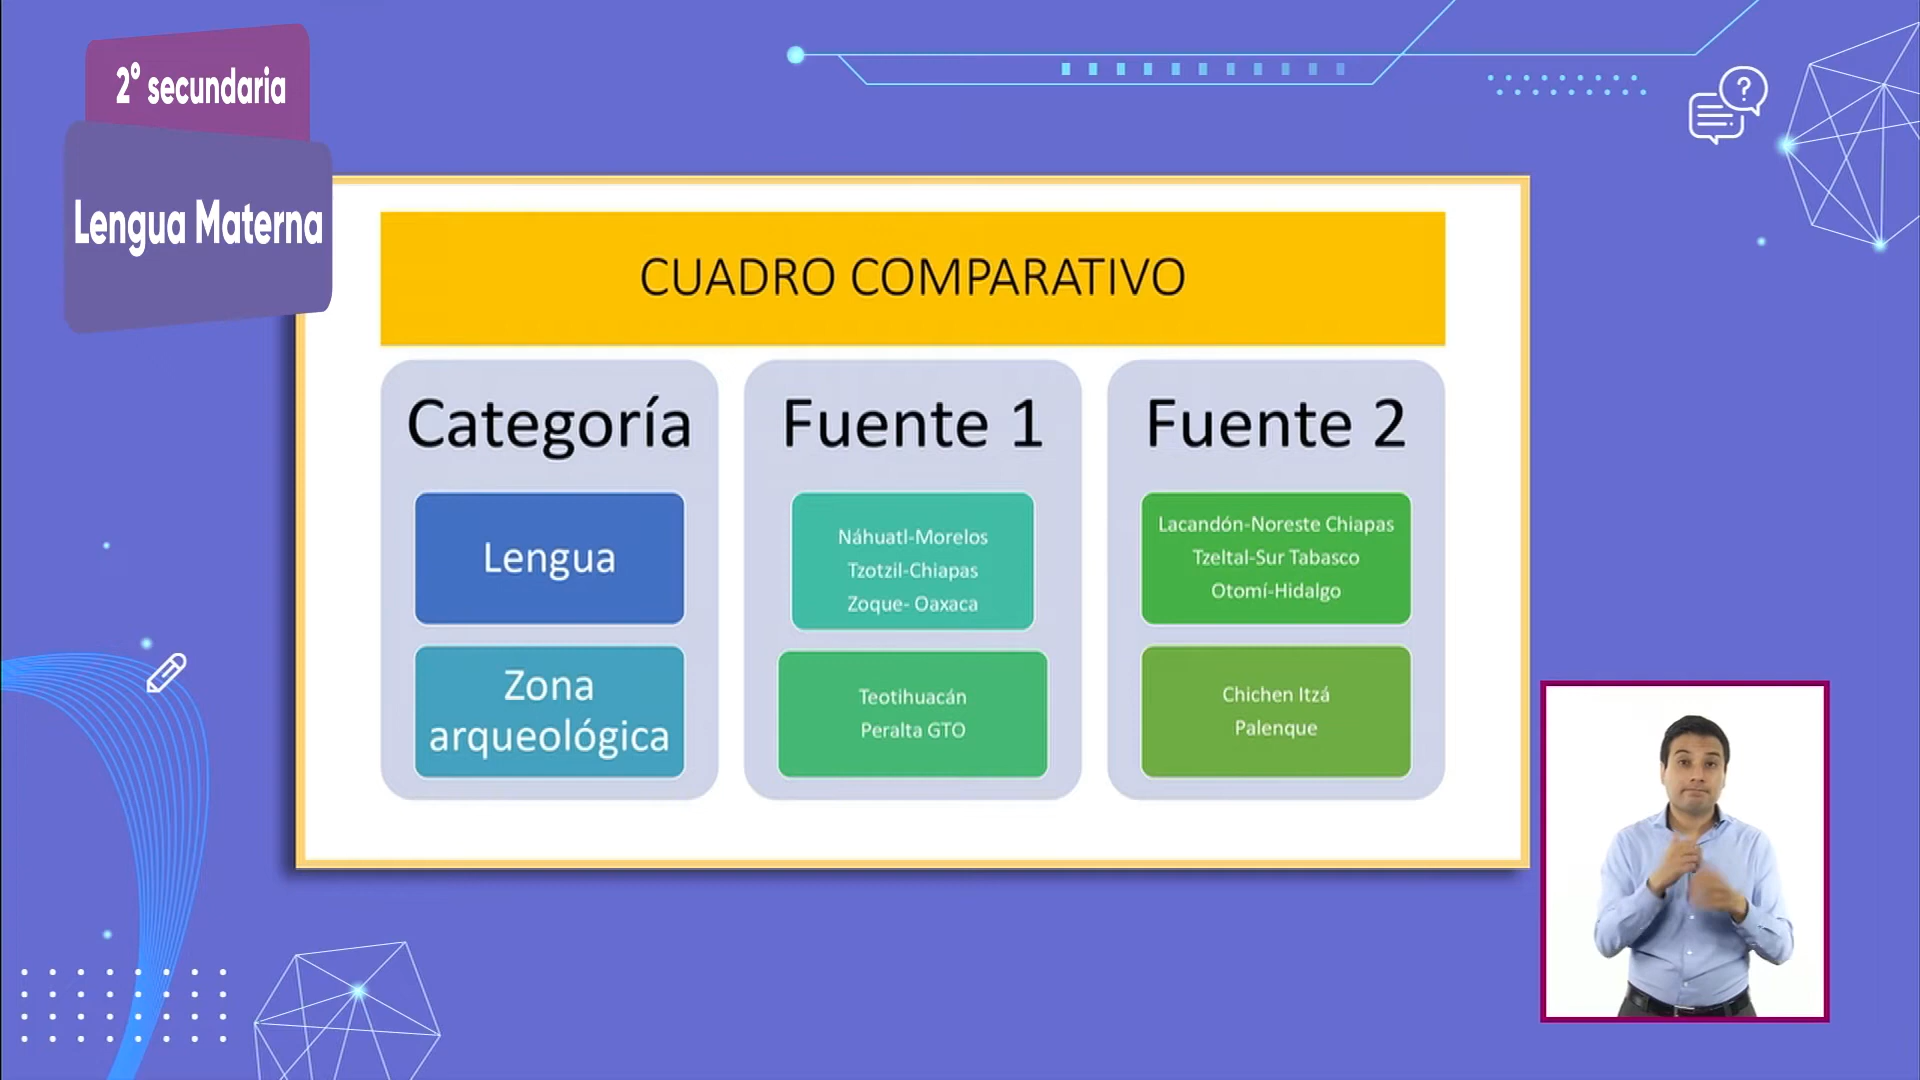 2° secundaria
Lengua Materna
CUADRO COMPARATIVO
Categoría
Fuente 1
Fuente 2
Lengua
Náhuatl-Morelos
Tzotzil-Chiapas
Zoque- Oaxaca
Lacandón-Noreste Chiapas
Tzeltal-Sur Tabasco
Otomí-Hidalgo
Zona
arqueológica
Teotihuacán
Peralta GTO
Chichen Itzá
Palenque
?